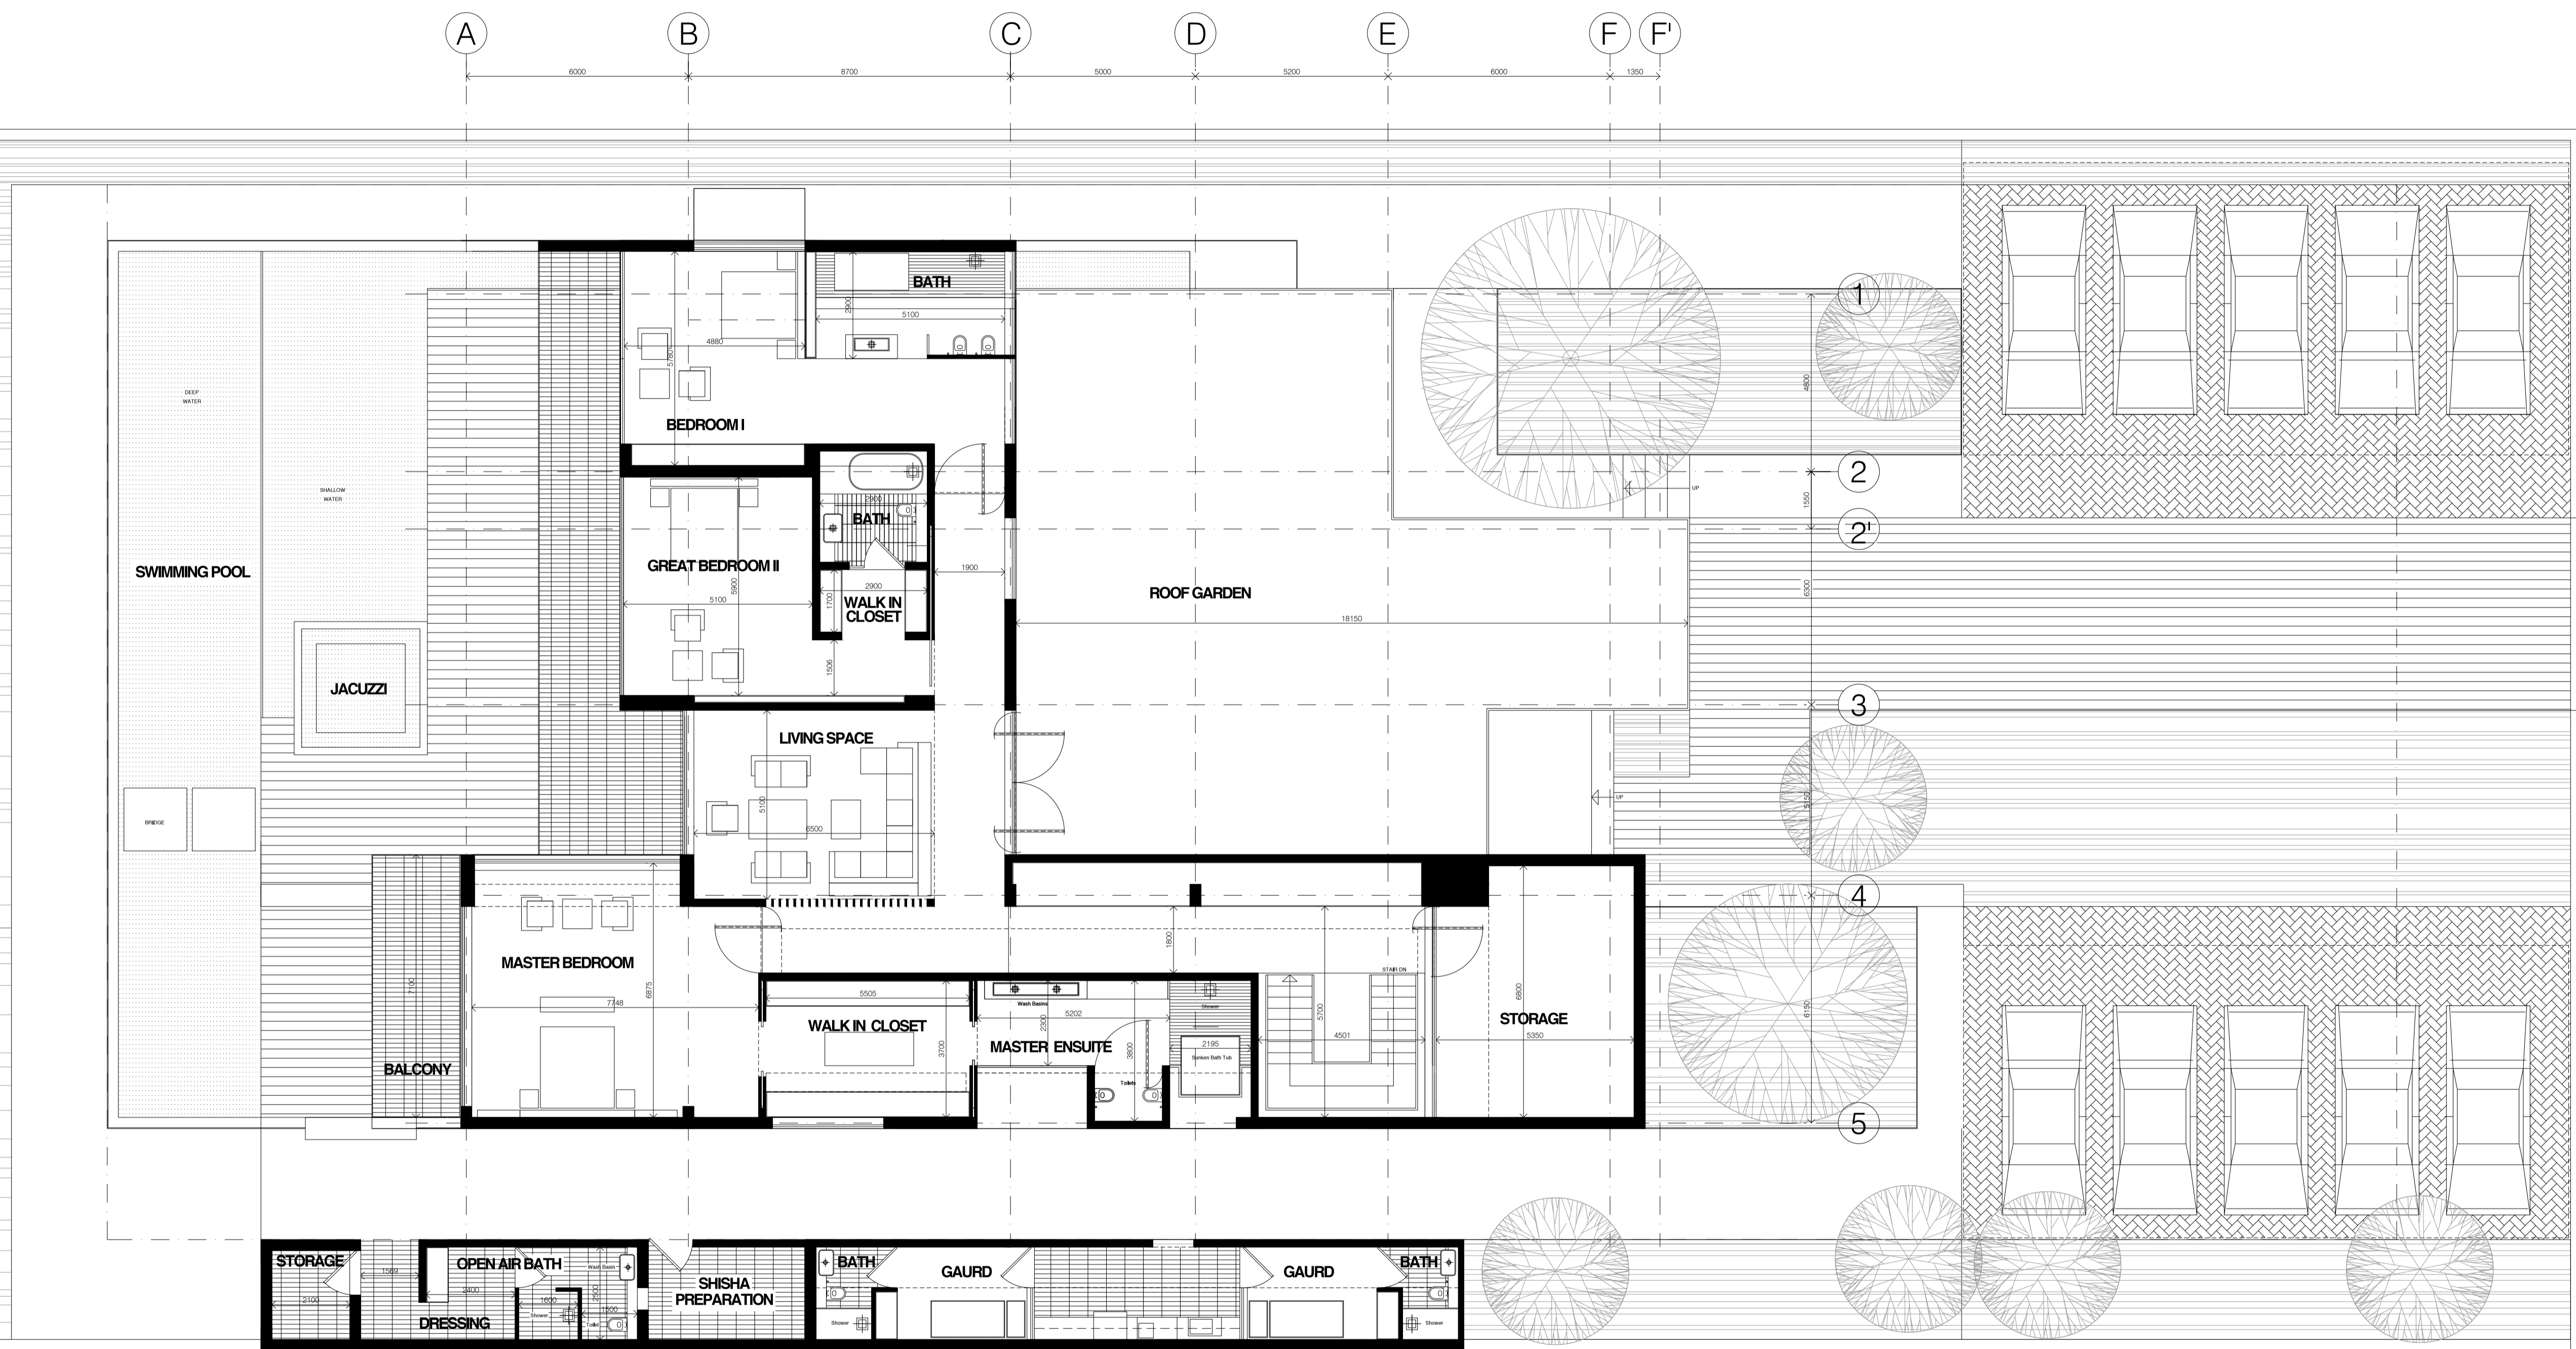 A B C D E F F'
6000 8700 5000 5200 6000 1350
BATH
2900
5100
4880
5780
1
4800
DEEP
WATER
BEDROOM I
2
UP
1550
SHALLOW
WATER
2900
BATH
2'
SWIMMING POOL
GREAT BEDROOM II
5900
5100
1900
2900
1700
WALK IN
CLOSET
ROOF GARDEN
6300
18150
1506
JACUZZI
3
LIVING SPACE
5100
6500
UP
5150
BRIDGE
4
MASTER BEDROOM
1800
STAIR DN
7100
6875
7748
5505
WALK IN CLOSET
3700
Wash Basins
5202
2300
MASTER ENSUITE
3800
Toilets
Shower
2195
Sunken Bath Tub
5700
4501
6800
STORAGE
5350
6150
BALCONY
5
STORAGE
2100
1569
OPEN AIR BATH
Wash Basin
2400
2500
1600
1500
Shower
Toilet
DRESSING
SHISHA
PREPARATION
BATH
GAURD
Shower
GAURD
BATH
Shower